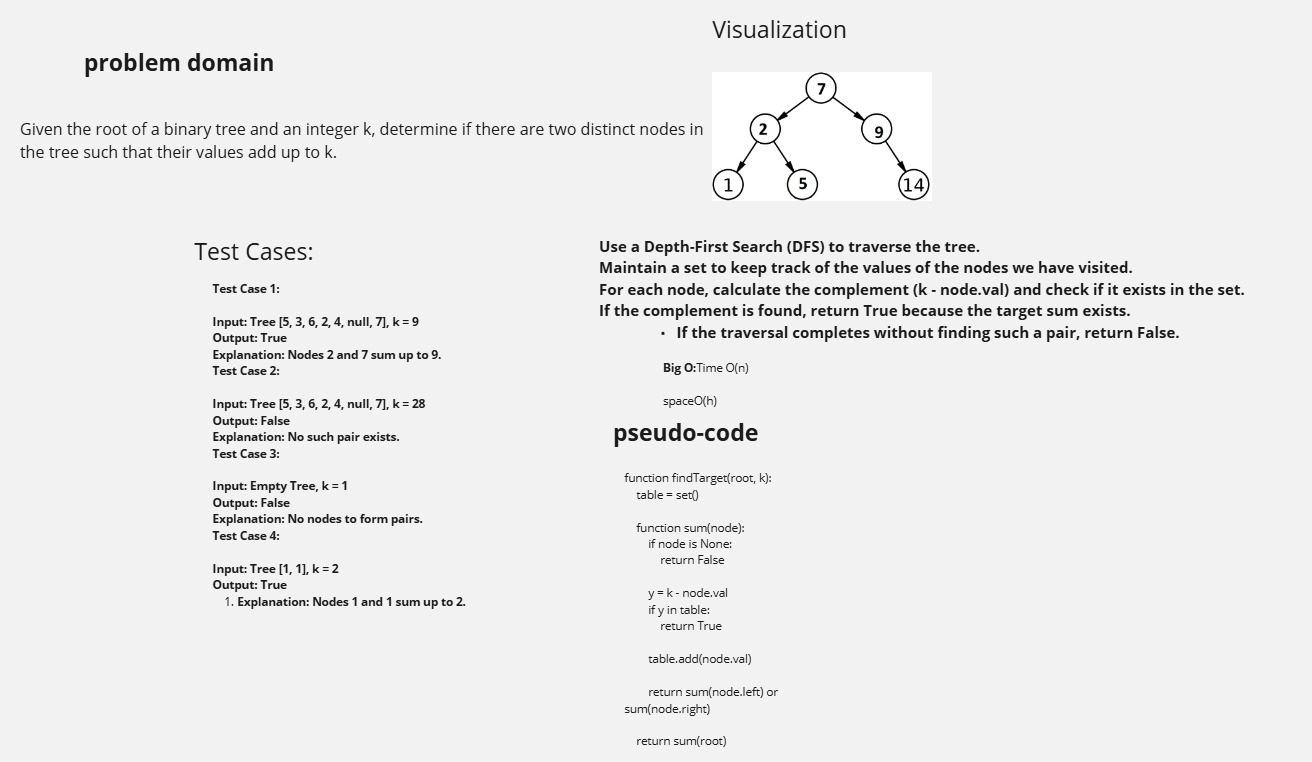 problem domain
Given the root of a binary tree and an integer k, determine if there are two distinct nodes in
the tree such that their values add up to k.
Visualization
7
2
9
1
5
14
Test Cases:
Test Case 1:
Input: Tree [5, 3, 6, 2, 4, null, 7], k = 9
Output: True
Explanation: Nodes 2 and 7 sum up to 9.
Test Case 2:
Input: Tree [5, 3, 6, 2, 4, null, 7], k = 28
Output: False
Explanation: No such pair exists.
Test Case 3:
Input: Empty Tree, k = 1
Output: False
Explanation: No nodes to form pairs.
Test Case 4:
Input: Tree [1, 1], k = 2
Output: True
1. Explanation: Nodes 1 and 1 sum up to 2.
Use a Depth-First Search (DFS) to traverse the tree.
Maintain a set to keep track of the values of the nodes we have visited.
For each node, calculate the complement (k - node.val) and check if it exists in the set.
If the complement is found, return True because the target sum exists.
• If the traversal completes without finding such a pair, return False.
Big O:Time O(n)
spaceO(h)
pseudo-code
function findTarget(root, k):
table = set()
function sum(node):
if node is None:
return False
y = k - node.val
if y in table:
return True
table.add(node.val)
return sum(node.left) or
sum(node.right)
return sum(root)